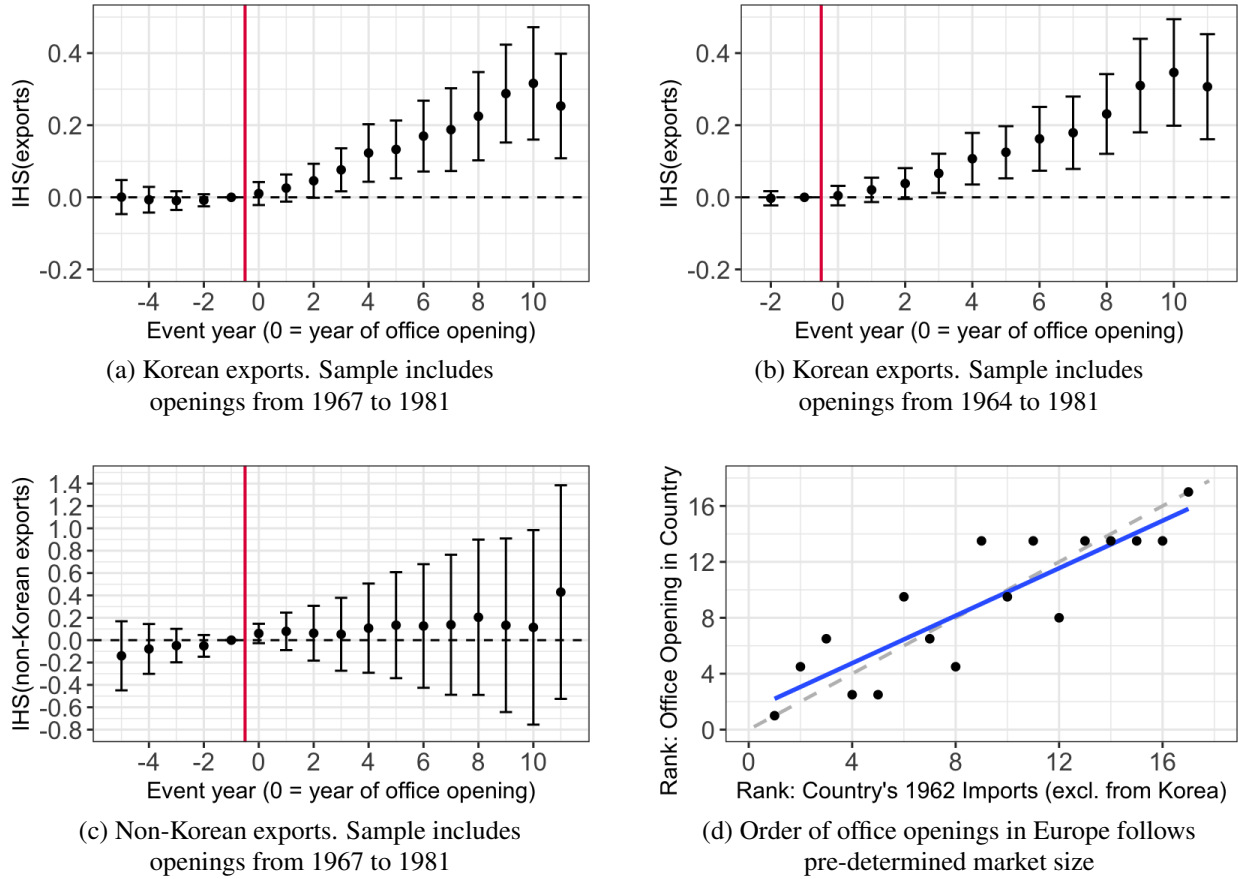 IHS(exports)
0.4
0.2
0.0
-0.2
-4 -2 0 2 4 6 8 10
Event year (0 = year of office opening)
(a) Korean exports. Sample includes
openings from 1967 to 1981
IHS(exports)
0.4
0.2
0.0
-0.2
-2 0 2 4 6 8 10
Event year (0 = year of office opening)
(b) Korean exports. Sample includes
openings from 1964 to 1981
IHS(non-Korean exports)
1.4
1.2
1.0
0.8
0.6
0.4
0.2
0.0
-0.2
-0.4
-0.6
-0.8
-4 -2 0 2 4 6 8 10
Event year (0 = year of office opening)
(c) Non-Korean exports. Sample includes
openings from 1967 to 1981
Rank: Office Opening in Country
16
12
8
4
0
0 4 8 12 16
Rank: Country's 1962 Imports (excl. from Korea)
(d) Order of office openings in Europe follows
pre-determined market size